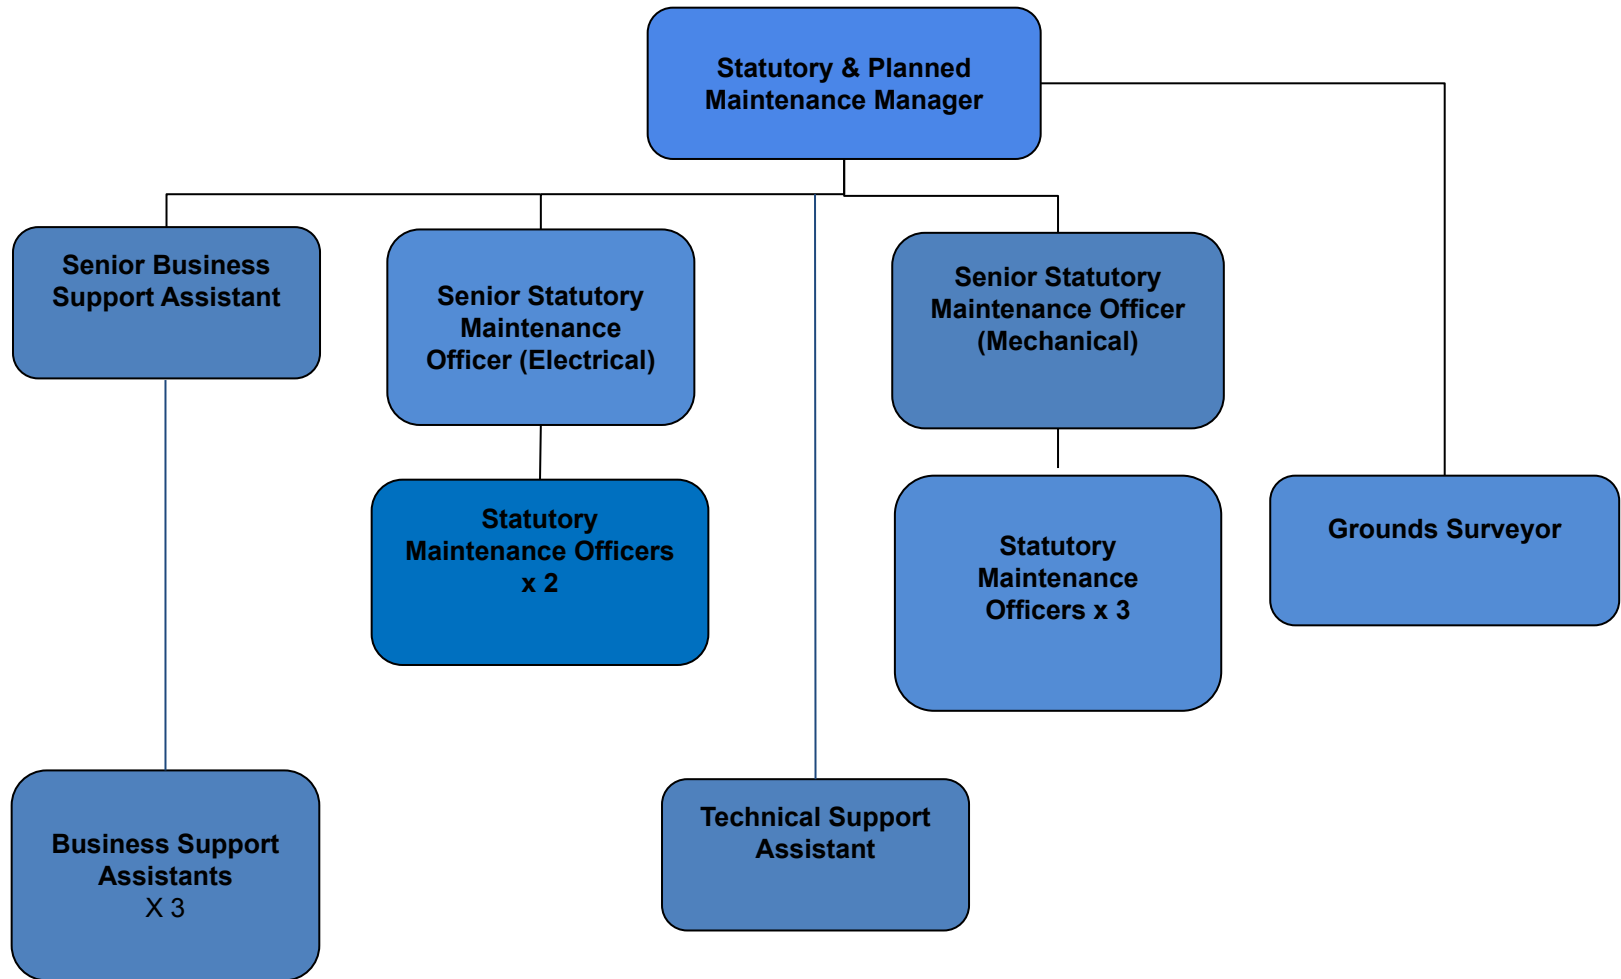 Statutory & Planned
Maintenance Manager
Senior Business
Support Assistant
Senior Statutory
Maintenance
Officer (Electrical)
Senior Statutory
Maintenance Officer
(Mechanical)
Statutory
Maintenance Officers
x 2
Statutory
Maintenance
Officers x 3
Grounds Surveyor
Business Support
Assistants
X 3
Technical Support
Assistant